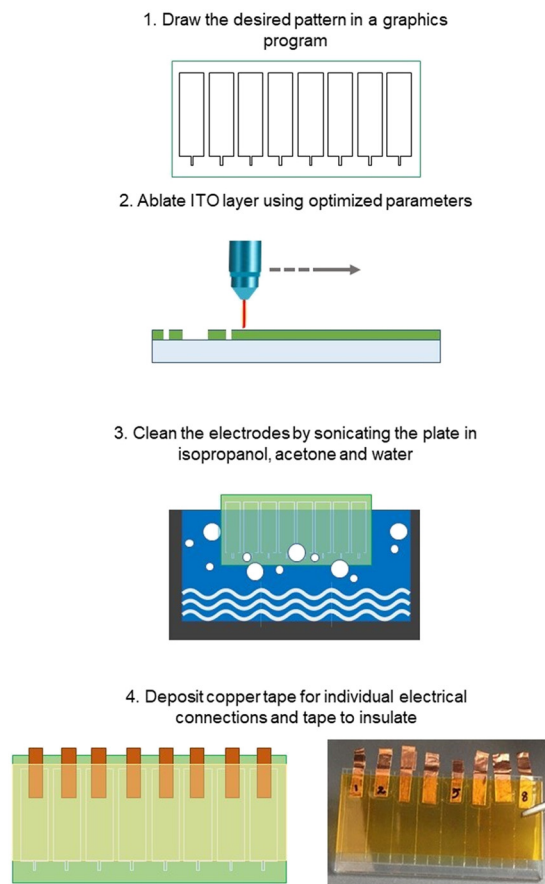 1. Draw the desired pattern in a graphics
program
2. Ablate ITO layer using optimized parameters
3. Clean the electrodes by sonicating the plate in
isopropanol, acetone and water
4. Deposit copper tape for individual electrical
connections and tape to insulate
1 2 5 8